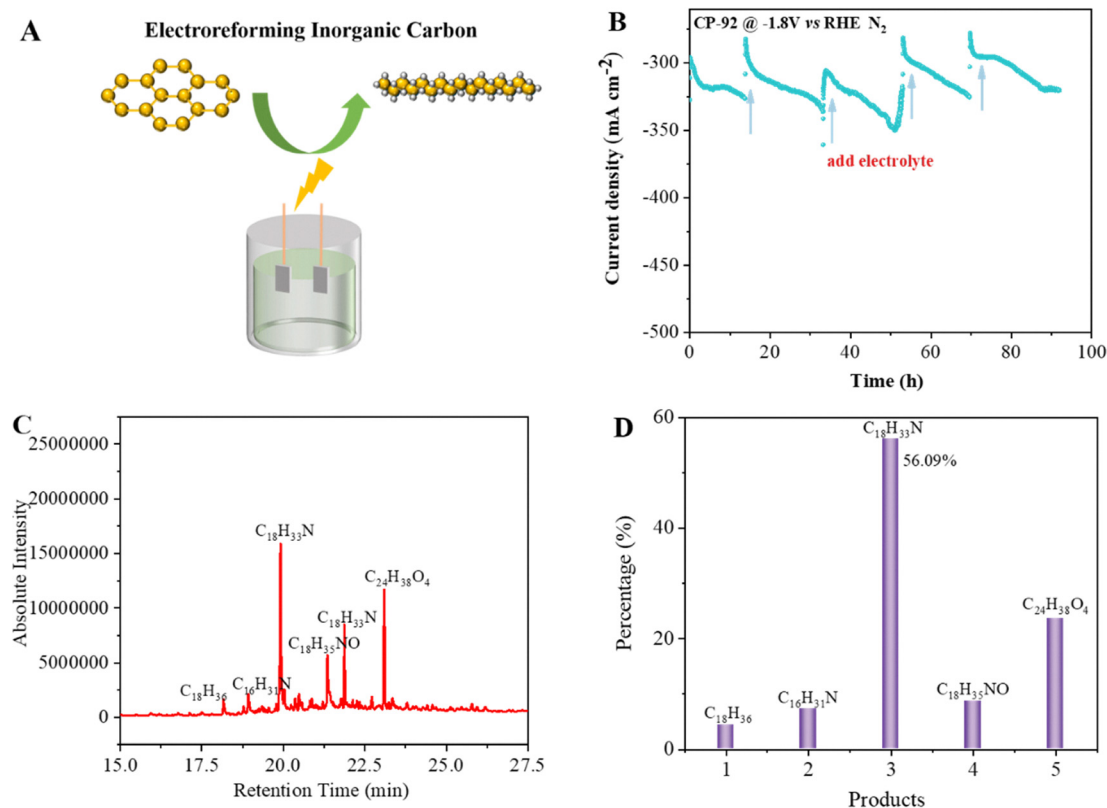 A
Electroreforming Inorganic Carbon
B
CP-92 @ -1.8V vs RHE N₂
add electrolyte
Current density (mA cm⁻²)
-300
-350
-300
-400
-450
-500
0 20 40 60 80 100
Time (h)
C
Absolute Intensity
25000000
20000000
15000000
10000000
5000000
0
C₁₈H₃₆
C₁₆H₃₁N
C₁₈H₃₃N
C₁₈H₃₅NO
C₁₈H₃₃N
C₂₄H₃₈O₄
15.0 17.5 20.0 22.5 25.0 27.5
Retention Time (min)
D
Percentage (%)
60
40
20
0
C₁₈H₃₆
C₁₆H₃₁N
C₁₈H₃₃N
56.09%
C₁₈H₃₅NO
C₂₄H₃₈O₄
1 2 3 4 5
Products